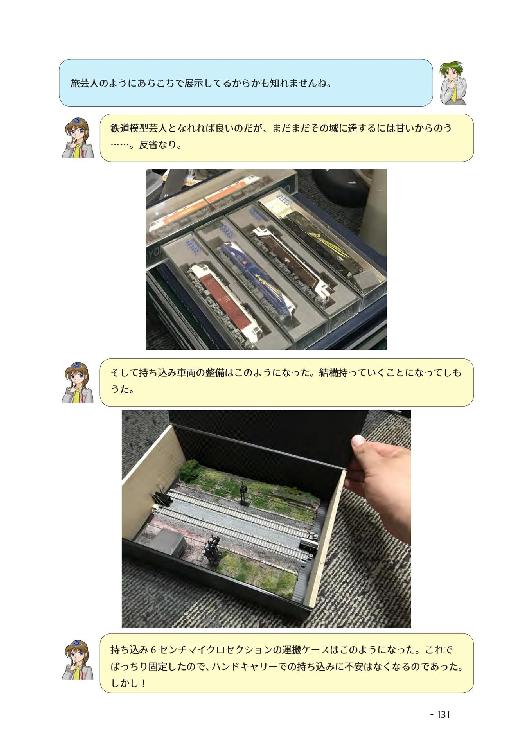 旅芸人のようにあちこちで展示してるからかも知れませんね。
鉄道模型芸人となれれば良いのだが、まだまだその域に達するには甘いからのう
……。反省なり。
そして持ち込み車両の整備はこのようになった。結構持っていくことになってしも
うた。
持ち込み6センチマイクロセクションの運搬ケースはこのようになった。これで
ばっちり固定したので、ハンドキャリーでの持ち込みに不安はなくなるのであった。
しかし!
- 131